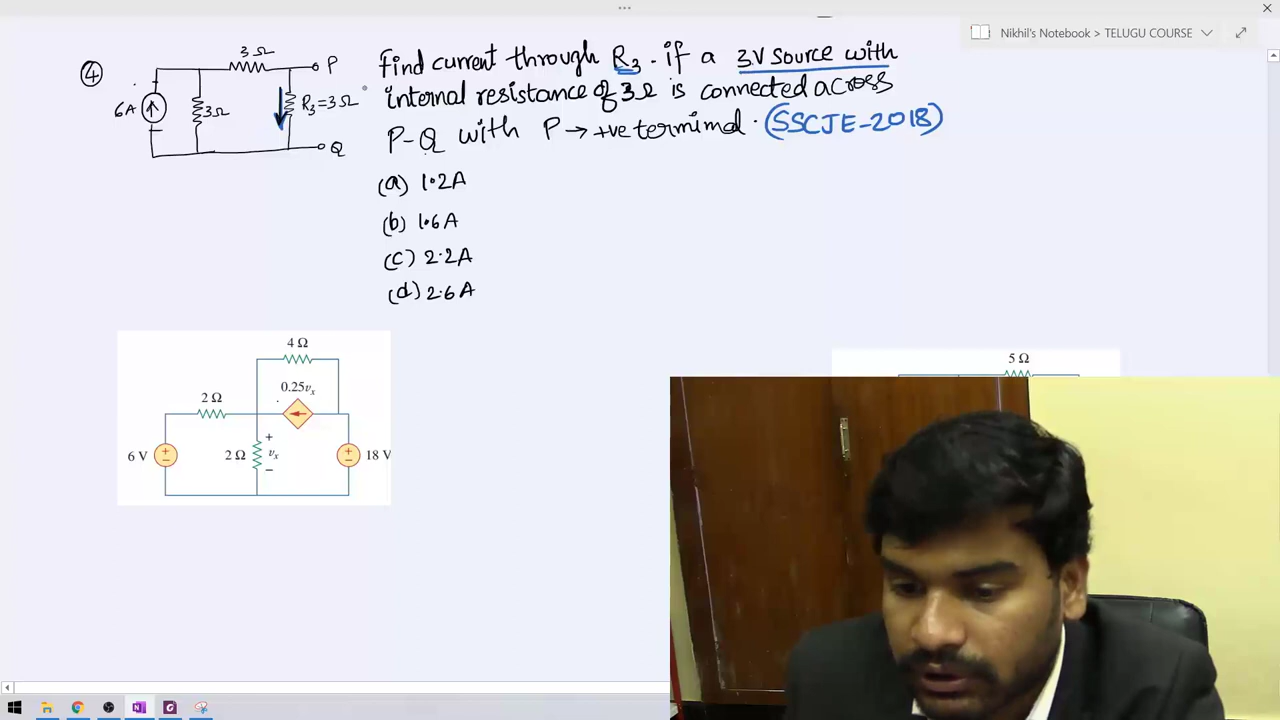 Nikhil's Notebook > TELUGU COURSE
④
3 Ω
P
6A
3Ω
R3=3Ω
Q
find current through R3. if a 3V source with
internal resistance of 3Ω is connected across
P-Q with P → +ve terminal. (SSCJE-2018)
(a) 1.2A
(b) 1.6A
(c) 2.2A
(d) 2.6A
4 Ω
0.25vx
2 Ω
+
6 V
2 Ω
vx
18 V
−
5 Ω